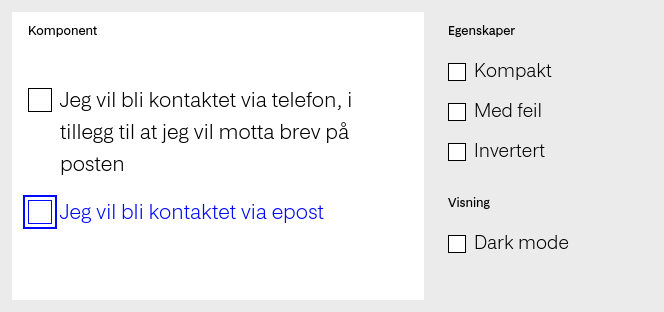 Komponent
Jeg vil bli kontaktet via telefon, i
tillegg til at jeg vil motta brev på
posten
Jeg vil bli kontaktet via epost
Egenskaper
Kompakt
Med feil
Invertert
Visning
Dark mode